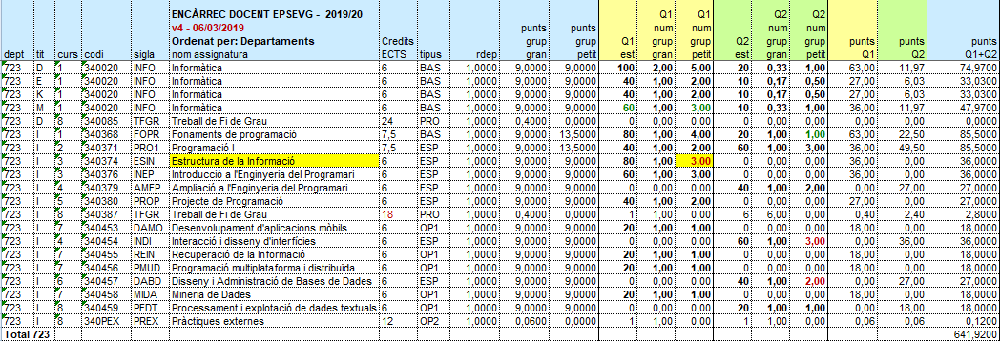 ENCÀRREC DOCENT EPSEVG - 2019/20 Q1 Q1 Q2 Q2
v4 - 06/03/2019 punts punts num num num num
Ordenat per: Departaments Credits grup grup Q1 grup grup Q2 grup grup punts punts punts
dept tit curs codi sigla nom assignatura ECTS tipus rdep gran petit est gran petit est gran petit Q1 Q2 Q1+Q2
723 D 1 340020 INFO Informàtica 6 BAS 1,0000 9,0000 9,0000 100 2,00 5,00 20 0,33 1,00 63,00 11,97 74,9700
723 E 1 340020 INFO Informàtica 6 BAS 1,0000 9,0000 9,0000 40 1,00 2,00 10 0,17 0,50 27,00 6,03 33,0300
723 K 1 340020 INFO Informàtica 6 BAS 1,0000 9,0000 9,0000 40 1,00 2,00 10 0,17 0,50 27,00 6,03 33,0300
723 M 1 340020 INFO Informàtica 6 BAS 1,0000 9,0000 9,0000 60 1,00 3,00 10 0,33 1,00 36,00 11,97 47,9700
723 D 8 340085 TFGR Treball de Fi de Grau 24 PRO 1,0000 0,4000 0,0000 0 0,00 0,00 0 0,00 0,00 0,00 0,00 0,0000
723 I 1 340368 FOPR Fonaments de programació 7,5 BAS 1,0000 9,0000 13,5000 80 1,00 4,00 20 1,00 1,00 63,00 22,50 85,5000
723 I 2 340371 PRO1 Programació I 7,5 ESP 1,0000 9,0000 13,5000 40 1,00 2,00 60 1,00 3,00 36,00 49,50 85,5000
723 I 3 340374 ESIN Estructura de la Informació 6 ESP 1,0000 9,0000 9,0000 80 1,00 3,00 0 0,00 0,00 36,00 0,00 36,0000
723 I 3 340376 INEP Introducció a l'Enginyeria del Programari 6 ESP 1,0000 9,0000 9,0000 60 1,00 3,00 0 0,00 0,00 36,00 0,00 36,0000
723 I 4 340379 AMEP Ampliació a l'Enginyeria del Programari 6 ESP 1,0000 9,0000 9,0000 0 0,00 0,00 40 1,00 2,00 0,00 27,00 27,0000
723 I 5 340380 PROP Projecte de Programació 6 ESP 1,0000 9,0000 9,0000 40 1,00 2,00 0 0,00 0,00 27,00 0,00 27,0000
723 I 8 340387 TFGR Treball de Fi de Grau 18 PRO 1,0000 0,4000 0,0000 1 1,00 0,00 6 6,00 0,00 0,40 2,40 2,8000
723 I 7 340453 DAMO Desenvolupament d'aplicacions mòbils 6 OP1 1,0000 9,0000 9,0000 20 1,00 1,00 0 0,00 0,00 18,00 0,00 18,0000
723 I 4 340454 INDI Interacció i disseny d'interfícies 6 ESP 1,0000 9,0000 9,0000 0 0,00 0,00 60 1,00 3,00 0,00 36,00 36,0000
723 I 7 340455 REIN Recuperació de la Informació 6 OP1 1,0000 9,0000 9,0000 20 1,00 1,00 0 0,00 0,00 18,00 0,00 18,0000
723 I 7 340456 PMUD Programació multiplataforma i distribuïda 6 OP1 1,0000 9,0000 9,0000 20 1,00 1,00 0 0,00 0,00 18,00 0,00 18,0000
723 I 6 340457 DABD Disseny i Administració de Bases de Dades 6 ESP 1,0000 9,0000 9,0000 0 0,00 0,00 40 1,00 2,00 0,00 27,00 27,0000
723 I 7 340458 MIDA Mineria de Dades 6 OP1 1,0000 9,0000 9,0000 20 1,00 1,00 0 0,00 0,00 18,00 0,00 18,0000
723 I 8 340459 PEDT Processament i explotació de dades textuals 6 OP1 1,0000 9,0000 9,0000 0 0,00 0,00 20 1,00 1,00 0,00 18,00 18,0000
723 I 8 340PEX PREX Pràctiques externes 12 OP2 1,0000 0,0600 0,0000 1 1,00 0,00 1 1,00 0,00 0,06 0,06 0,1200
Total 723 641,9200